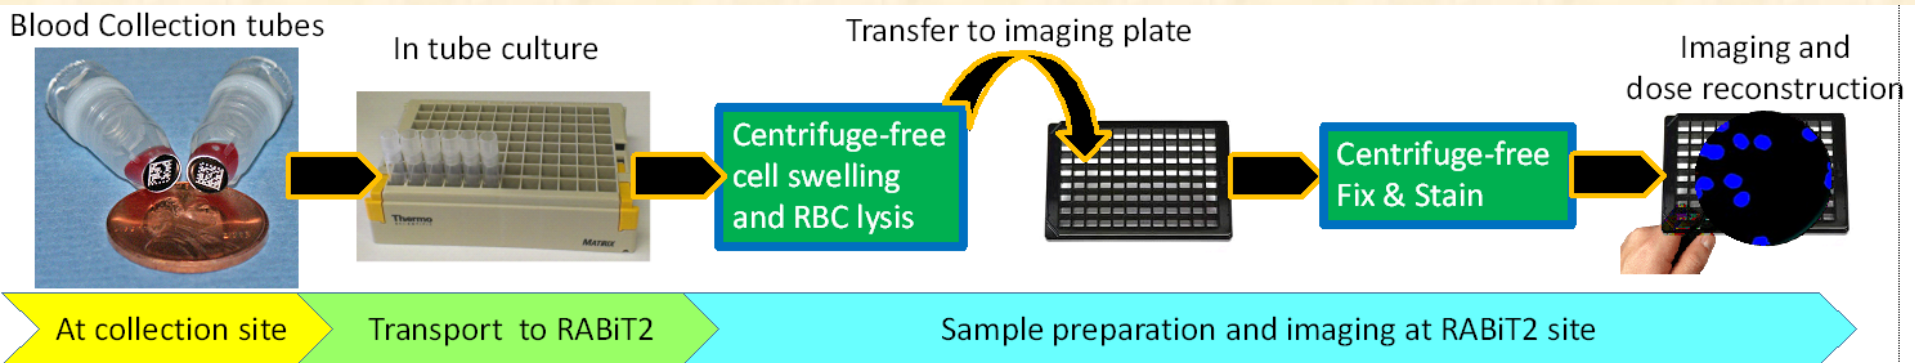 Blood Collection tubes
In tube culture
Transfer to imaging plate
Imaging and
dose reconstruction
Thermo
SCIENTIFIC
MATRIX
Centrifuge-free
cell swelling
and RBC lysis
Centrifuge-free
Fix & Stain
At collection site
Transport to RABiT2
Sample preparation and imaging at RABiT2 site